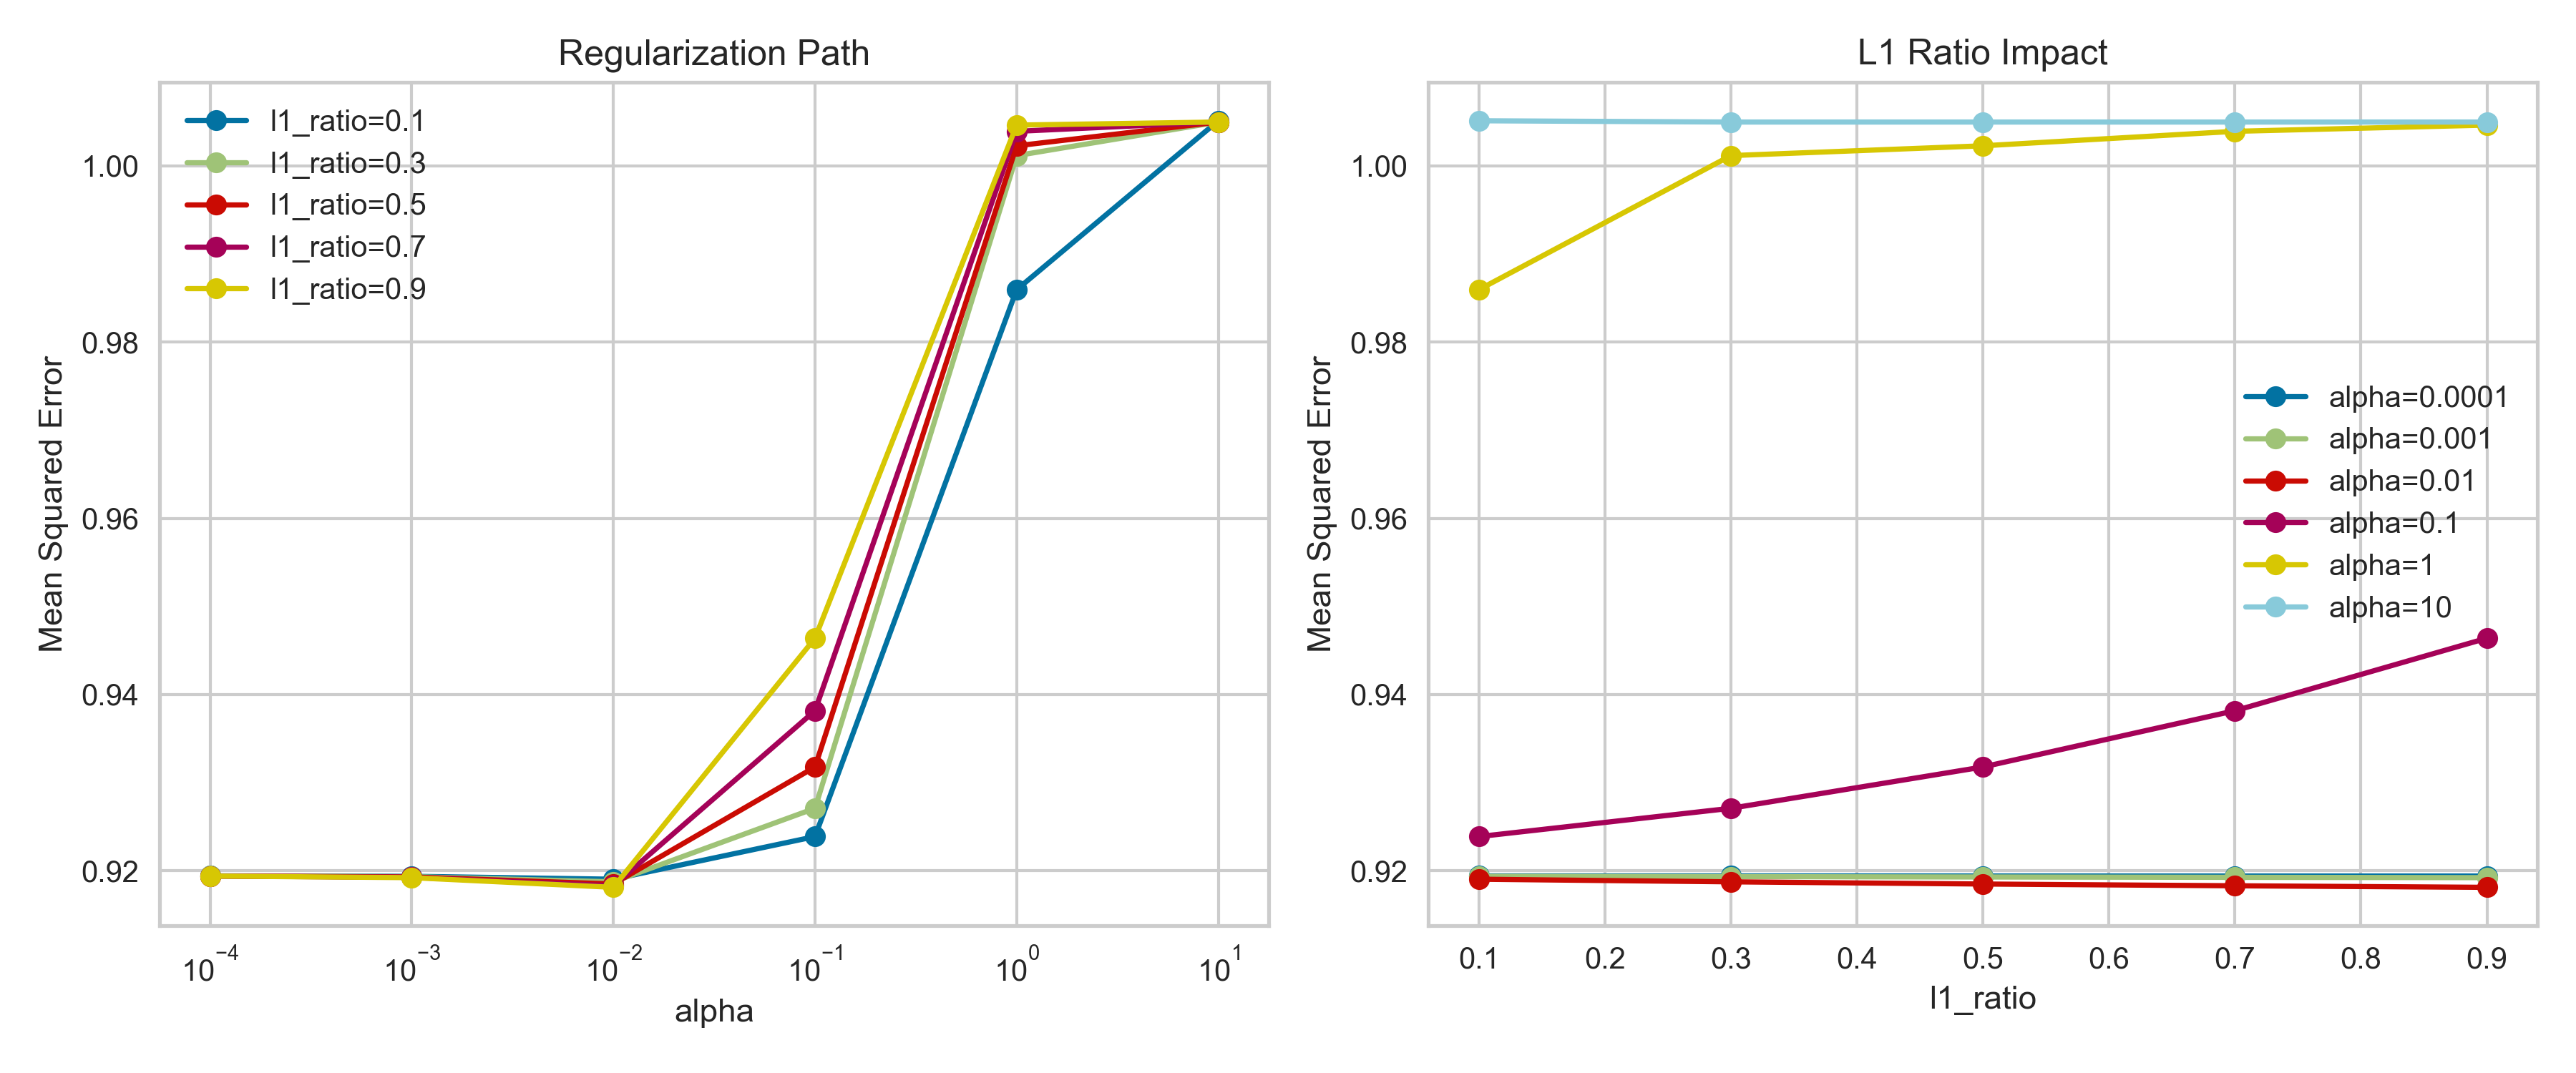 Regularization Path
l1_ratio=0.1
l1_ratio=0.3
l1_ratio=0.5
l1_ratio=0.7
l1_ratio=0.9
Mean Squared Error
1.00
0.98
0.96
0.94
0.92
10⁻⁴ 10⁻³ 10⁻² 10⁻¹ 10⁰ 10¹
alpha
L1 Ratio Impact
Mean Squared Error
1.00
0.98
0.96
0.94
0.92
alpha=0.0001
alpha=0.001
alpha=0.01
alpha=0.1
alpha=1
alpha=10
0.1 0.2 0.3 0.4 0.5 0.6 0.7 0.8 0.9
l1_ratio